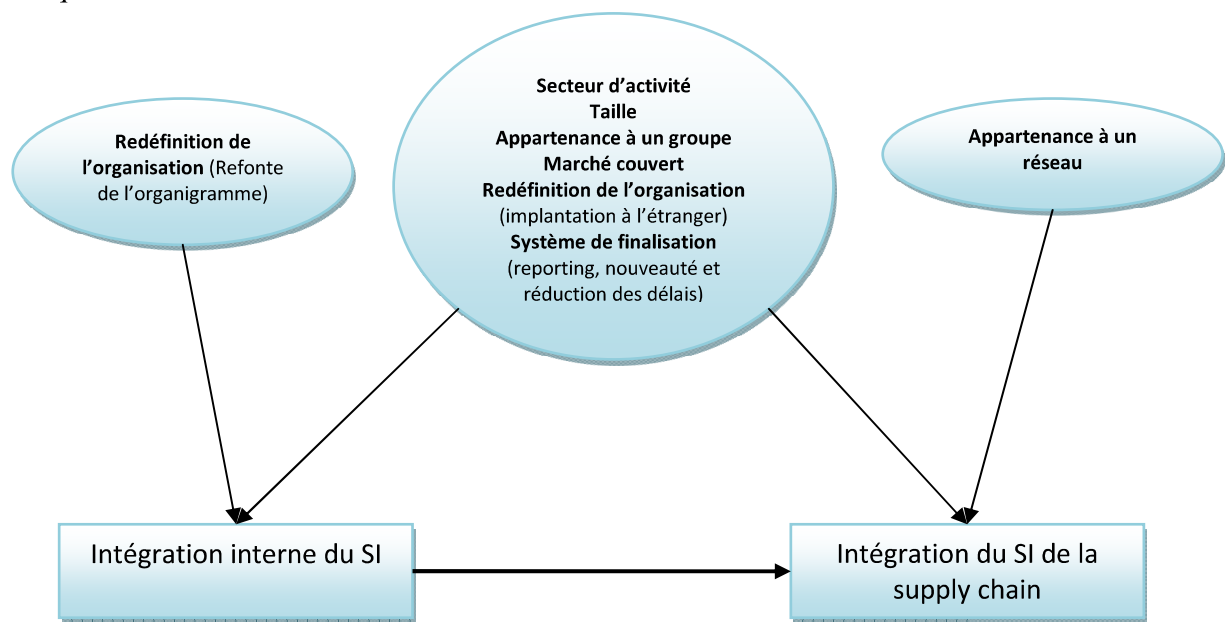 Redéfinition de
l'organisation (Refonte
de l'organigramme)
Secteur d'activité
Taille
Appartenance à un groupe
Marché couvert
Redéfinition de l'organisation
(implantation à l'étranger)
Système de finalisation
(reporting, nouveauté et
réduction des délais)
Appartenance à un
réseau
Intégration interne du SI
Intégration du SI de la
supply chain